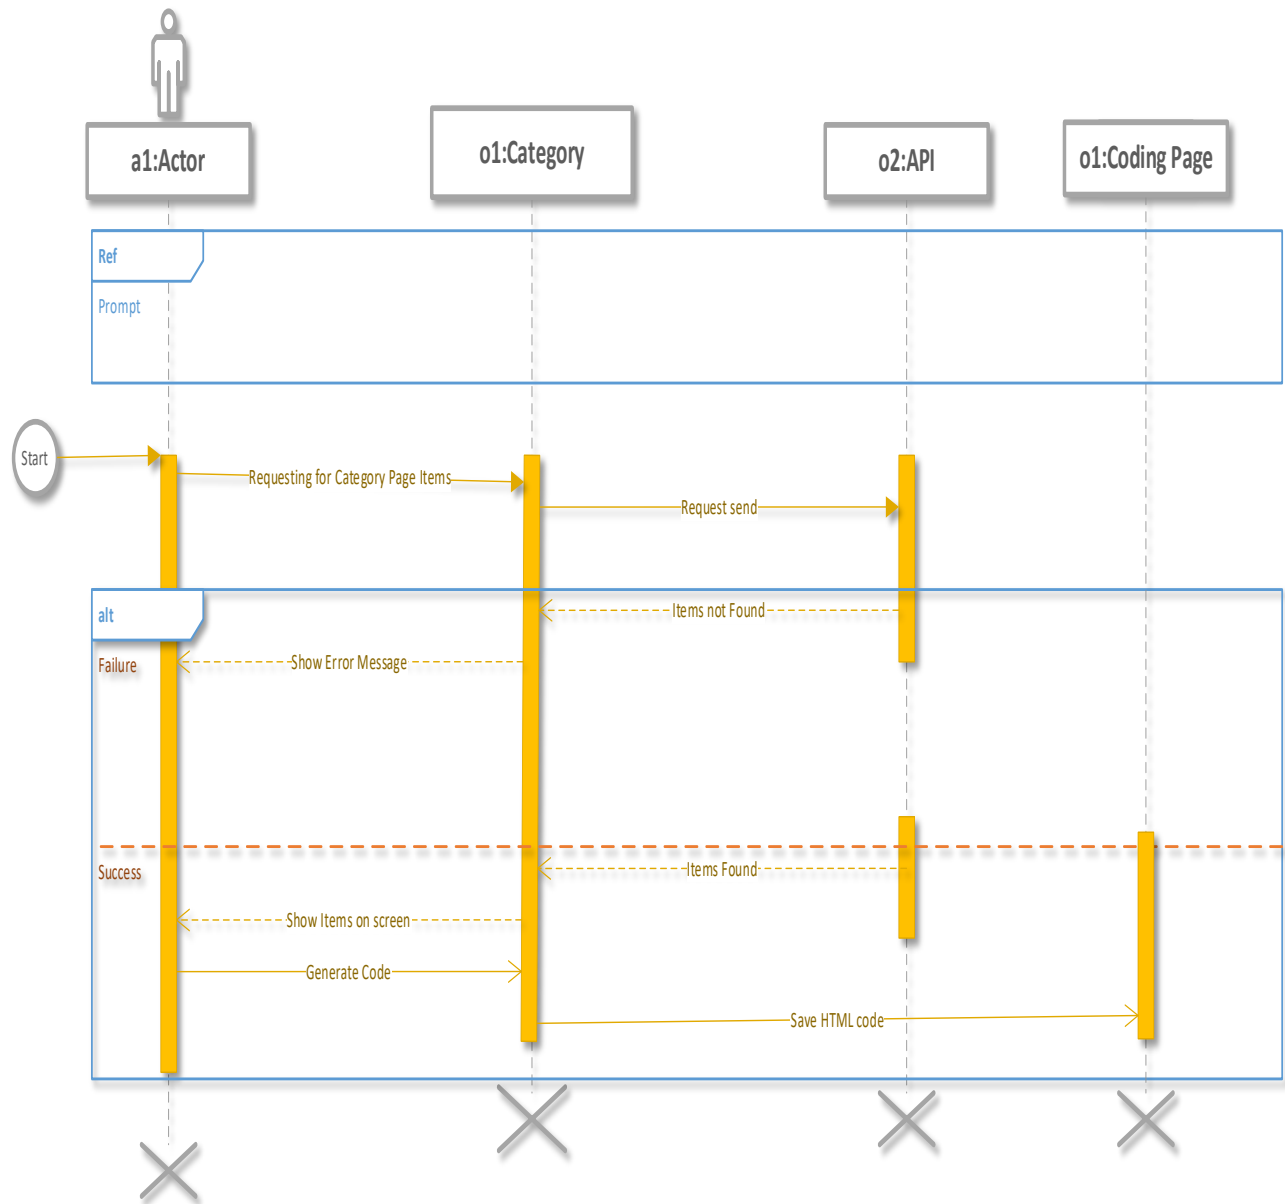 a1:Actor
o1:Category
o2:API
o1:Coding Page
Ref
Prompt
Start
Requesting for Category Page Items
Request send
alt
Items not Found
Failure
Show Error Message
Success
Items Found
Show Items on screen
Generate Code
Save HTML code